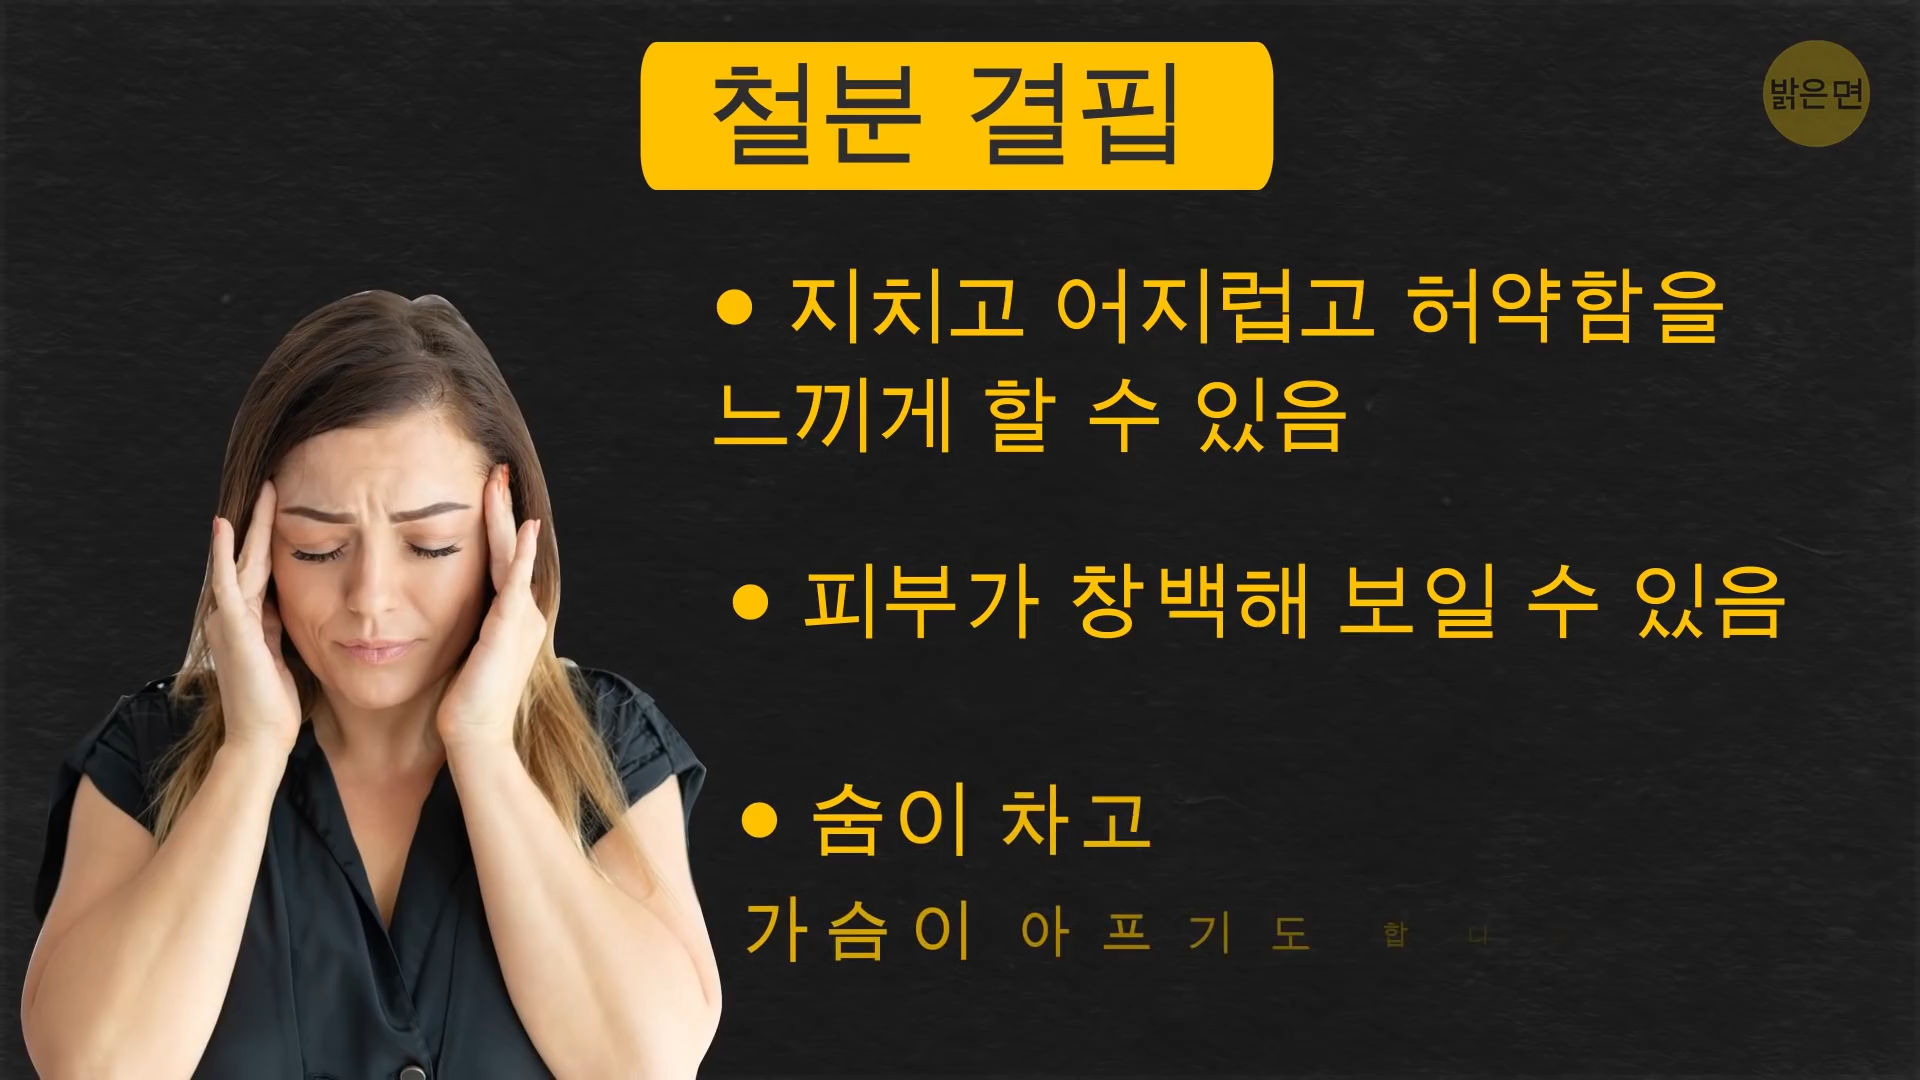 철분 결핍
밝은면
● 지치고 어지럽고 허약함을
느끼게 할 수 있음
● 피부가 창백해 보일 수 있음
● 숨이 차고
가슴이 아프기도 합